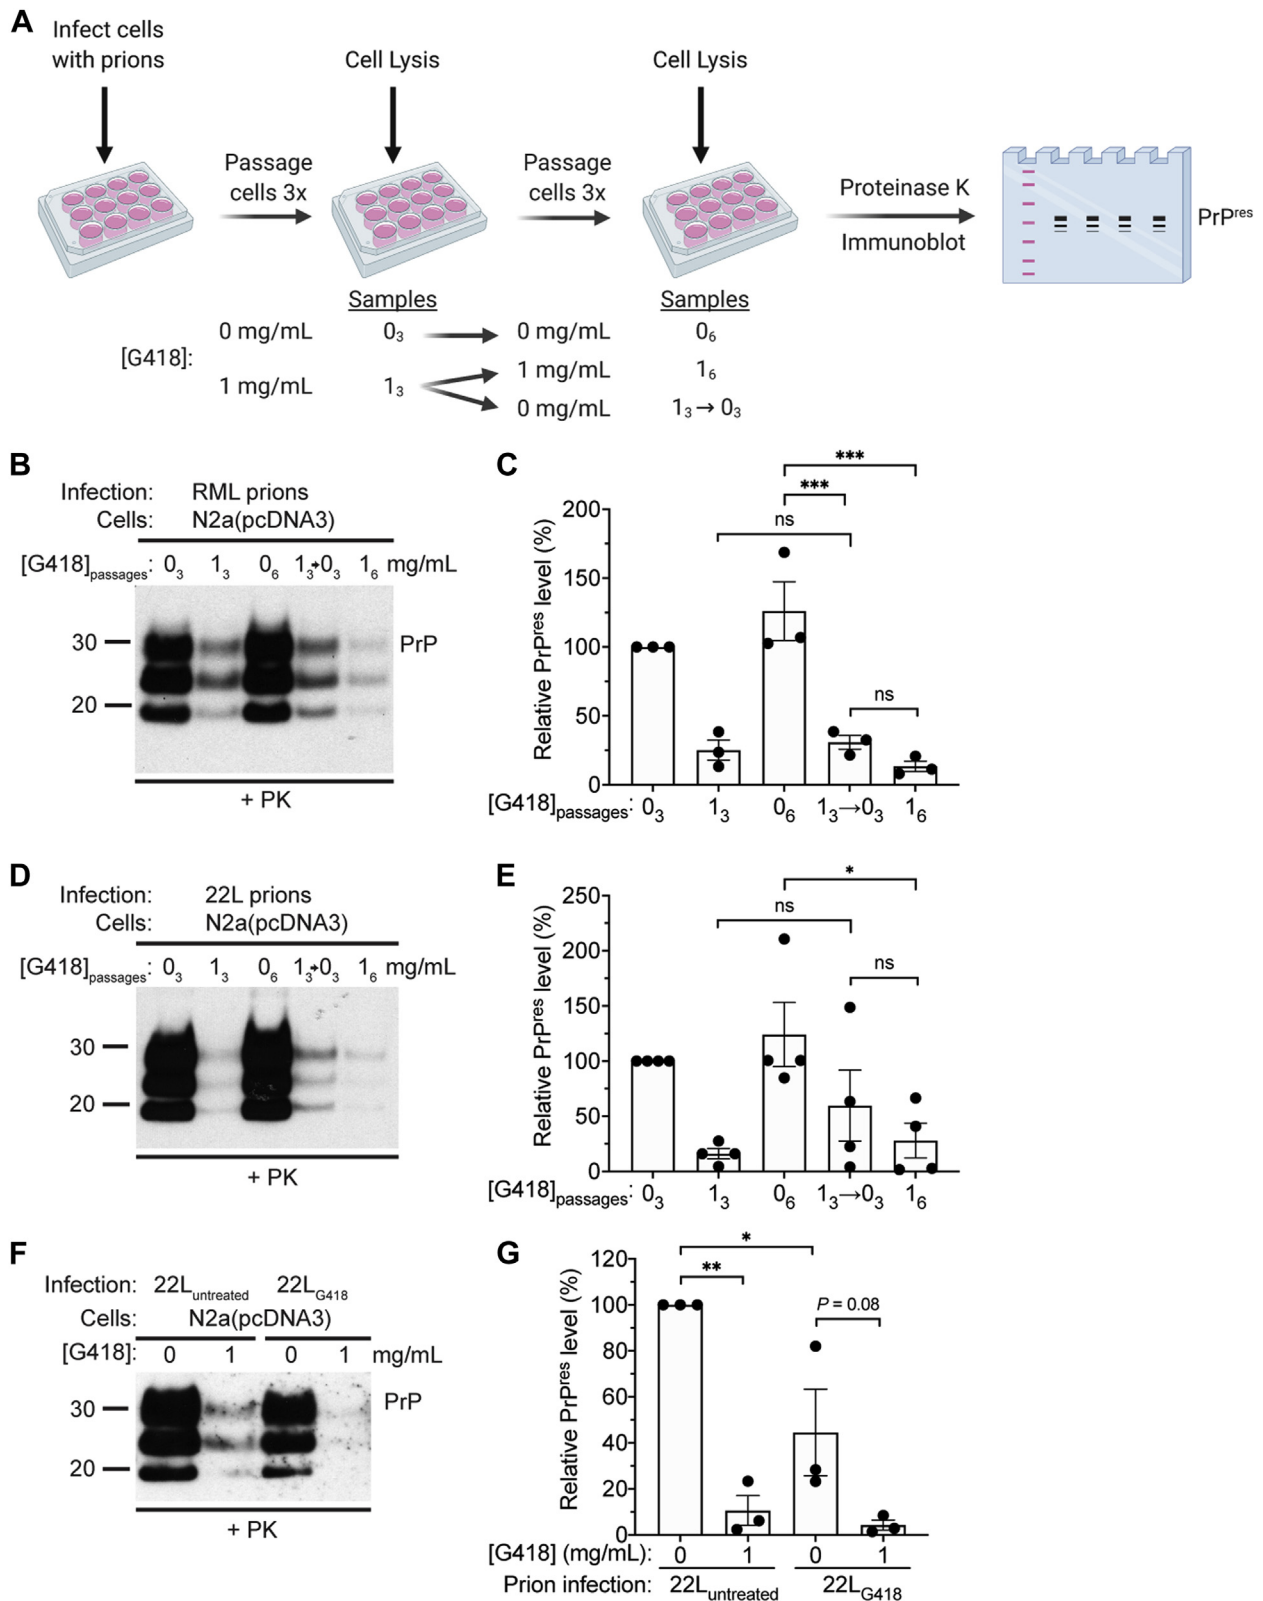 A
Infect cells
with prions
Cell Lysis
Cell Lysis
Passage
cells 3x
Passage
cells 3x
Proteinase K
Immunoblot
PrPres
Samples
Samples
[G418]:
0 mg/mL
03
0 mg/mL
06
1 mg/mL
13
1 mg/mL
16
0 mg/mL
13 → 03
B
Infection: RML prions
Cells: N2a(pcDNA3)
[G418]passages: 03 13 06 13→03 16 mg/mL
30
PrP
20
+ PK
C
***
***
ns
ns
Relative PrPres level (%)
200
150
100
50
0
[G418]passages: 03 13 06 13→03 16
D
Infection: 22L prions
Cells: N2a(pcDNA3)
[G418]passages: 03 13 06 13→03 16 mg/mL
30
20
+ PK
E
*
ns
ns
Relative PrPres level (%)
250
200
150
100
50
0
[G418]passages: 03 13 06 13→03 16
F
Infection: 22Luntreated 22LG418
Cells: N2a(pcDNA3)
[G418]: 0 1 0 1 mg/mL
30
PrP
20
+ PK
G
*
**
P = 0.08
Relative PrPres level (%)
120
100
80
60
40
20
0
[G418] (mg/mL): 0 1 0 1
Prion infection: 22Luntreated 22LG418